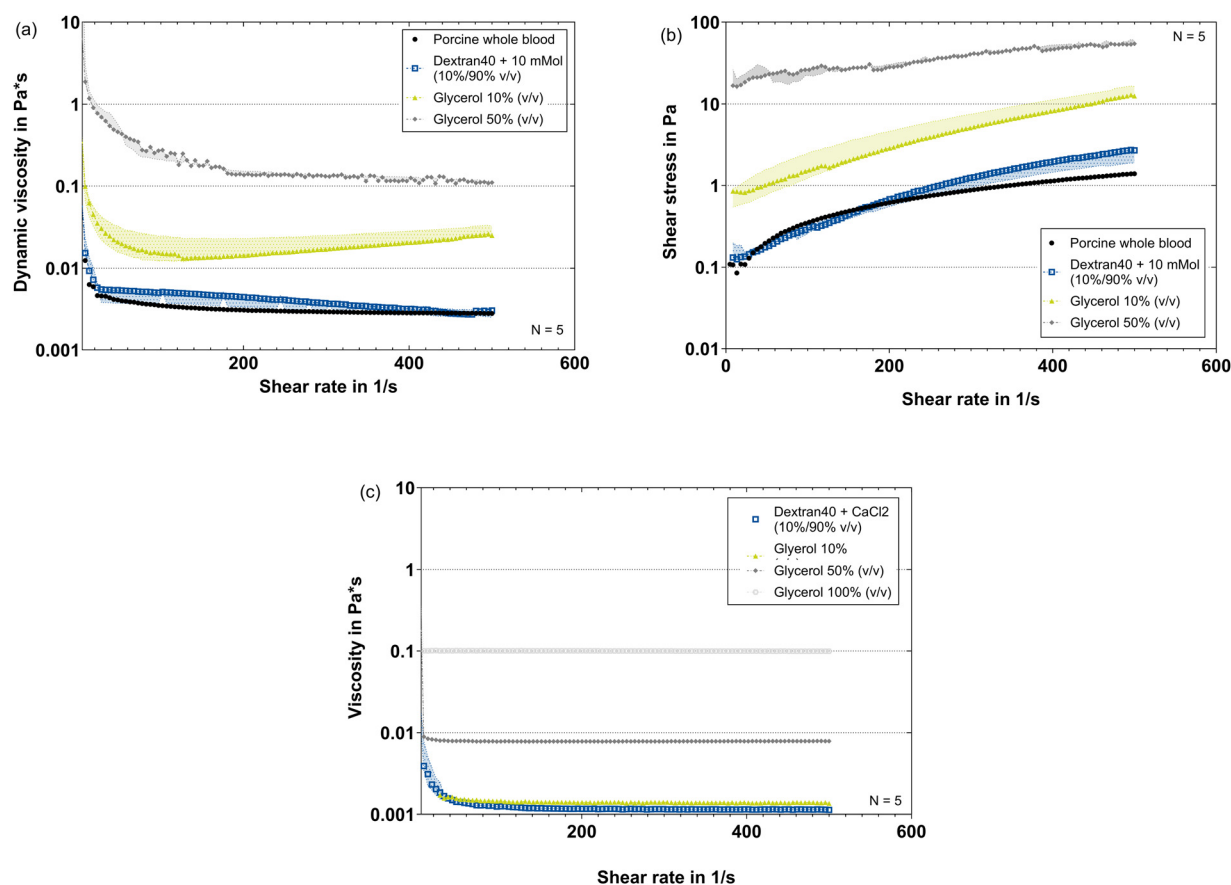 (a)
10
1
0.1
0.01
0.001
Dynamic viscosity in Pa*s
Porcine whole blood
Dextran40 + 10 mMol
(10%/90% v/v)
Glycerol 10% (v/v)
Glycerol 50% (v/v)
N = 5
200
400
600
Shear rate in 1/s
(b)
100
10
1
0.1
0.01
Shear stress in Pa
N = 5
Porcine whole blood
Dextran40 + 10 mMol
(10%/90% v/v)
Glycerol 10% (v/v)
Glycerol 50% (v/v)
0
200
400
600
Shear rate in 1/s
(c)
10
1
0.1
0.01
0.001
Viscosity in Pa*s
Dextran40 + CaCl2
(10%/90% v/v)
Glyerol 10%
Glycerol 50% (v/v)
Glycerol 100% (v/v)
N = 5
200
400
600
Shear rate in 1/s